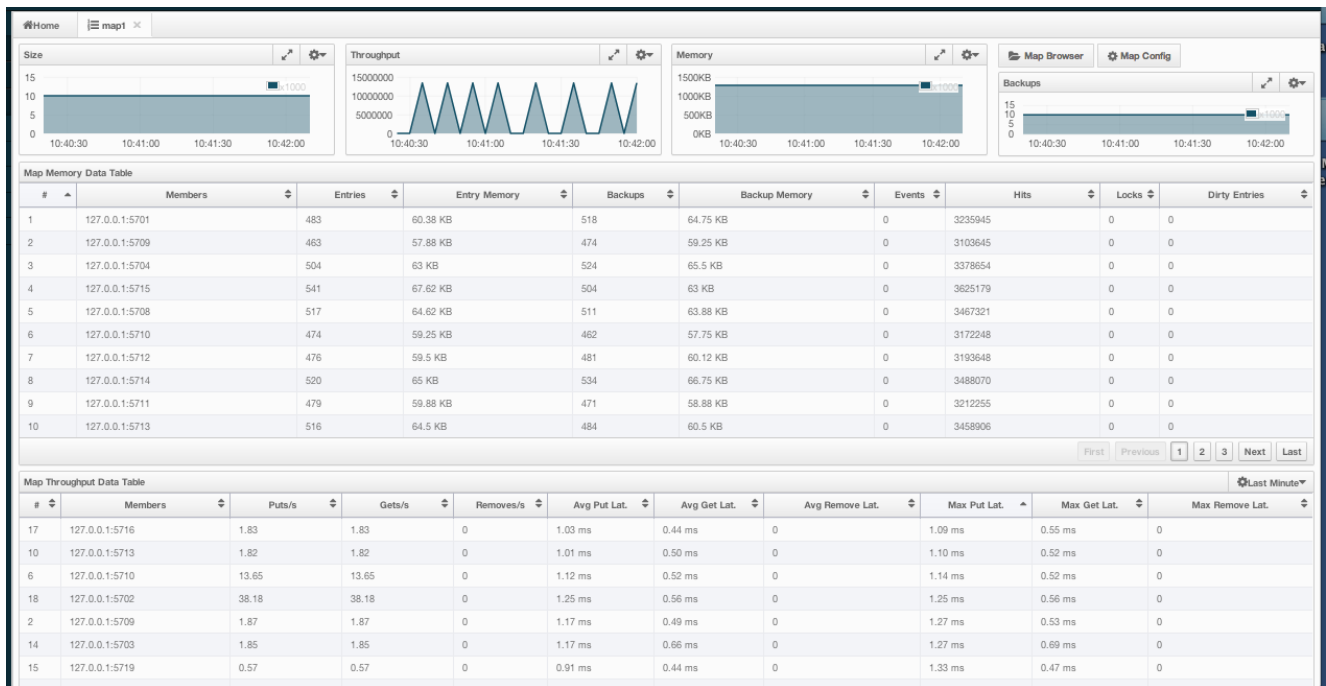 Home map1
Size
15
10
5
0
x1000
10:40:30 10:41:00 10:41:30 10:42:00
Throughput
15000000
10000000
5000000
0
10:40:30 10:41:00 10:41:30 10:42:00
Memory
1500KB
1000KB
500KB
0KB
x1000
10:40:30 10:41:00 10:41:30 10:42:00
Map Browser Map Config
Backups
15
10
5
0
x1000
10:40:30 10:41:00 10:41:30 10:42:00
Map Memory Data Table
# Members Entries Entry Memory Backups Backup Memory Events Hits Locks Dirty Entries
1 127.0.0.1:5701 483 60.38 KB 518 64.75 KB 0 3235945 0 0
2 127.0.0.1:5709 463 57.88 KB 474 59.25 KB 0 3103645 0 0
3 127.0.0.1:5704 504 63 KB 524 65.5 KB 0 3378654 0 0
4 127.0.0.1:5715 541 67.62 KB 504 63 KB 0 3625179 0 0
5 127.0.0.1:5708 517 64.62 KB 511 63.88 KB 0 3467321 0 0
6 127.0.0.1:5710 474 59.25 KB 462 57.75 KB 0 3172248 0 0
7 127.0.0.1:5712 476 59.5 KB 481 60.12 KB 0 3193648 0 0
8 127.0.0.1:5714 520 65 KB 534 66.75 KB 0 3488070 0 0
9 127.0.0.1:5711 479 59.88 KB 471 58.88 KB 0 3212255 0 0
10 127.0.0.1:5713 516 64.5 KB 484 60.5 KB 0 3458906 0 0
First Previous 1 2 3 Next Last
Map Throughput Data Table Last Minute
# Members Puts/s Gets/s Removes/s Avg Put Lat. Avg Get Lat. Avg Remove Lat. Max Put Lat. Max Get Lat. Max Remove Lat.
17 127.0.0.1:5716 1.83 1.83 0 1.03 ms 0.44 ms 0 1.09 ms 0.55 ms 0
10 127.0.0.1:5713 1.82 1.82 0 1.01 ms 0.50 ms 0 1.10 ms 0.52 ms 0
6 127.0.0.1:5710 13.65 13.65 0 1.12 ms 0.52 ms 0 1.14 ms 0.52 ms 0
18 127.0.0.1:5702 38.18 38.18 0 1.25 ms 0.56 ms 0 1.25 ms 0.56 ms 0
2 127.0.0.1:5709 1.87 1.87 0 1.17 ms 0.49 ms 0 1.27 ms 0.53 ms 0
14 127.0.0.1:5703 1.85 1.85 0 1.17 ms 0.66 ms 0 1.27 ms 0.69 ms 0
15 127.0.0.1:5719 0.57 0.57 0 0.91 ms 0.44 ms 0 1.33 ms 0.47 ms 0